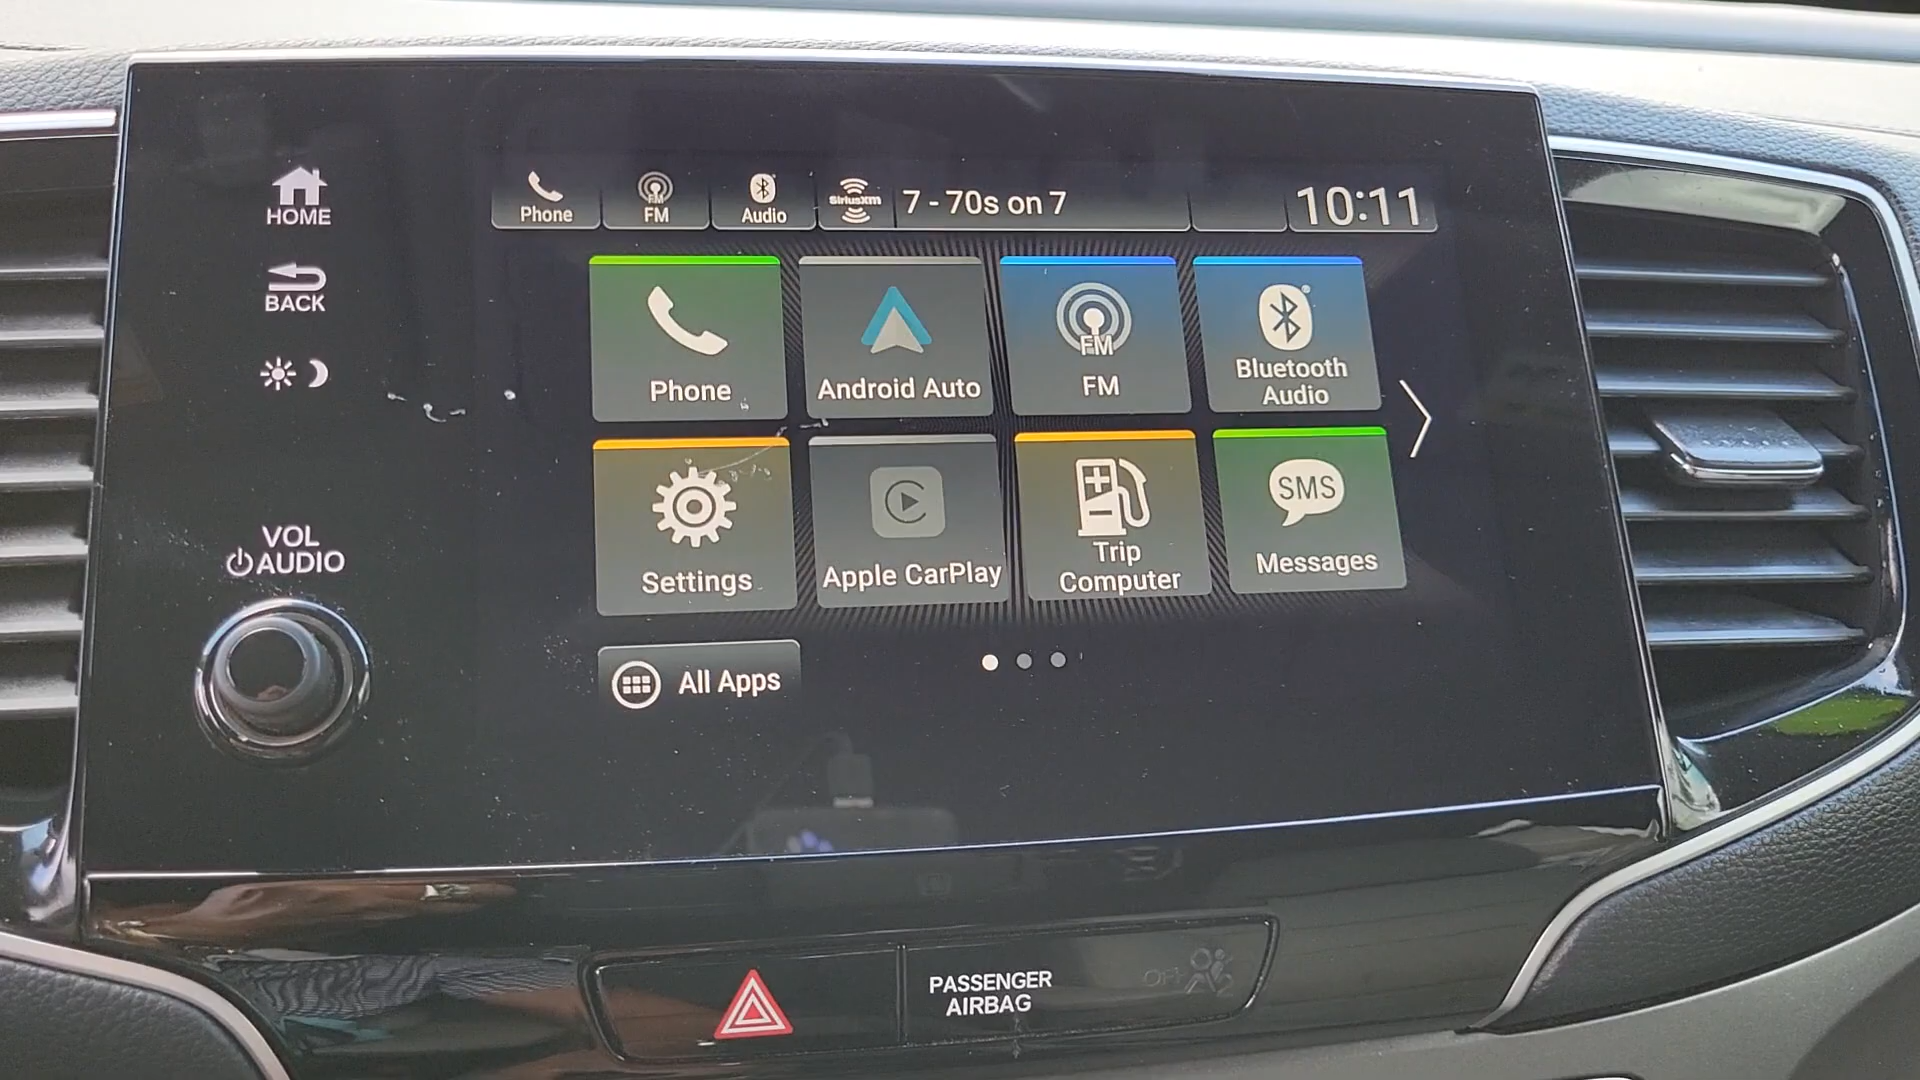 HOME
BACK
VOL
AUDIO
Phone
FM
FM
Audio
SiriusXM
7 - 70s on 7
10:11
Phone
Android Auto
FM
FM
Bluetooth
Audio
Settings
Apple CarPlay
Trip
Computer
SMS
Messages
All Apps
PASSENGER
AIRBAG
OFF